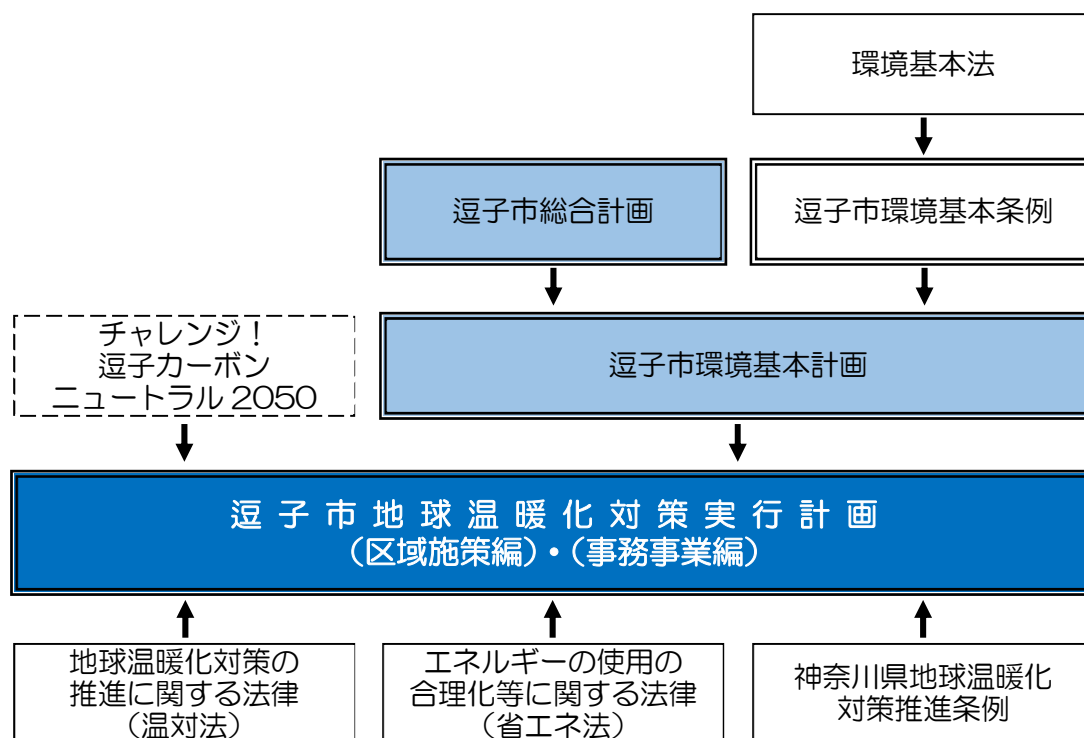 環境基本法
逗子市総合計画
逗子市環境基本条例
チャレンジ!
逗子カーボン
ニュートラル 2050
逗子市環境基本計画
逗子市地球温暖化対策実行計画
(区域施策編)・(事務事業編)
地球温暖化対策の
推進に関する法律
(温対法)
エネルギーの使用の
合理化等に関する法律
(省エネ法)
神奈川県地球温暖化
対策推進条例